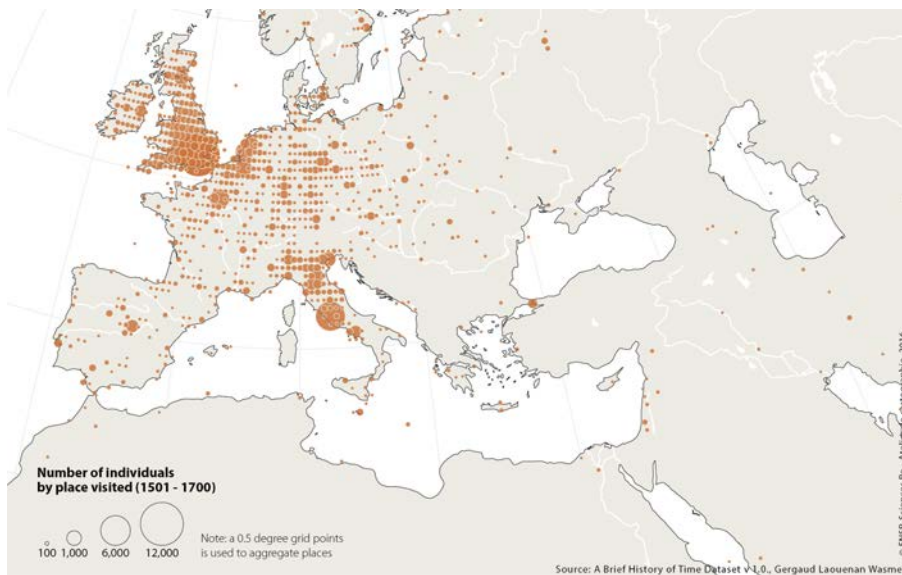 Number of individuals
by place visited (1501 - 1700)
100 1,000 6,000 12,000
Note: a 0.5 degree grid points
is used to aggregate places
Source: A Brief History of Time Dataset v 1.0., Gergaud Laouenan Wasme